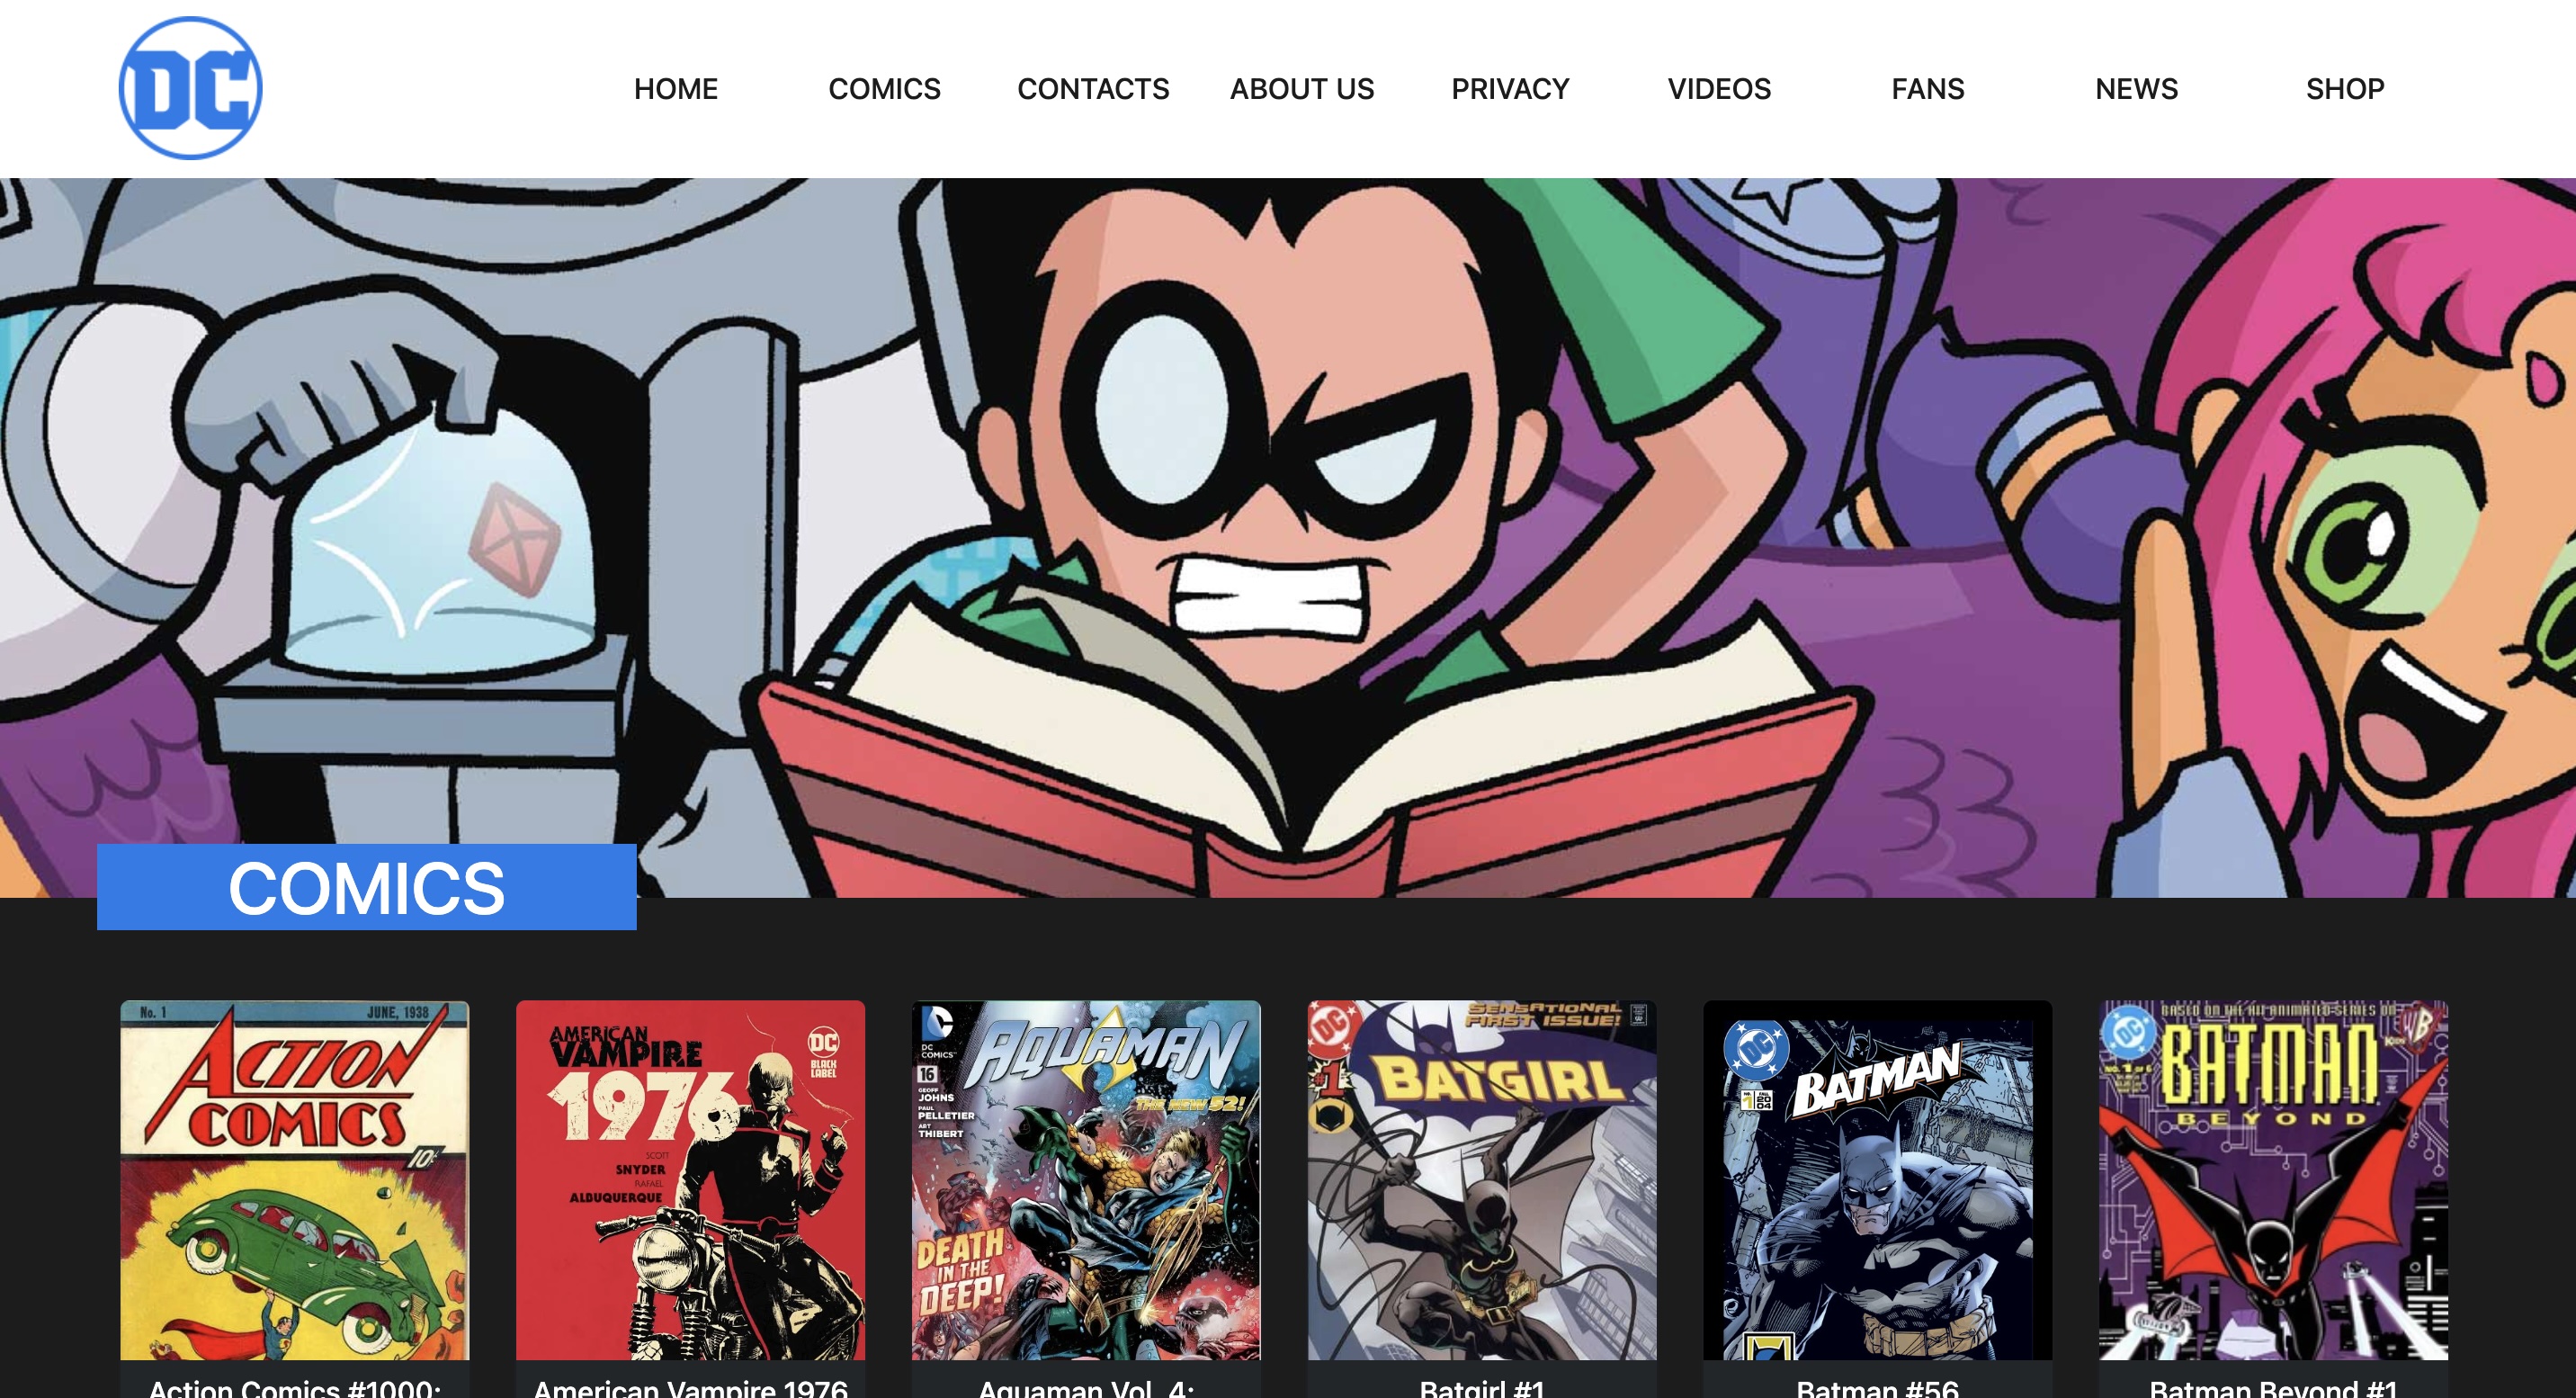 DC
HOME COMICS CONTACTS ABOUT US PRIVACY VIDEOS FANS NEWS SHOP
COMICS
No. 1 JUNE, 1938
ACTION
COMICS
10¢
AMERICAN
VAMPIRE
1976
DC
BLACK
LABEL
SCOTT
SNYDER
RAFAEL
ALBUQUERQUE
DC
COMICS™
AQUAMAN
16
GEOFF
JOHNS
PAUL
PELLETIER
ART
THIBERT
THE NEW 52!
DEATH
IN THE
DEEP!
DC
SENSATIONAL
FIRST ISSUE!
#1
BATGIRL
DC
BATMAN
BASED ON THE HIT ANIMATED SERIES ON
WB
DC
NO. 1 OF 6
BATMAN
BEYOND
Action Comics #1000:
American Vampire 1976
Aquaman Vol. 4:
Batgirl #1
Batman #56
Batman Beyond #1